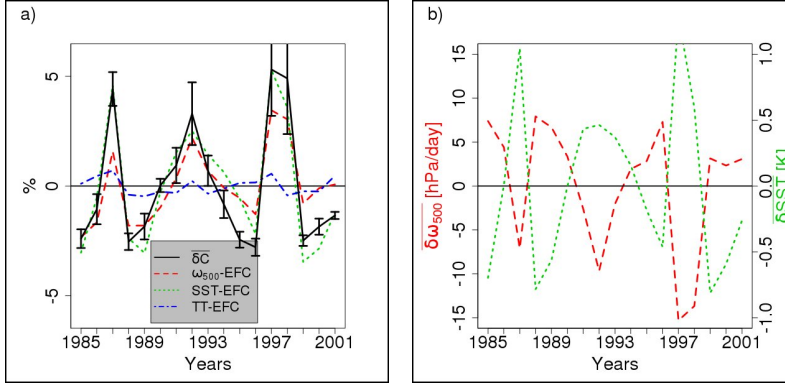 a)
5
0
-5
%
1985
1989
1993
1997
2001
Years
δC
ω500-EFC
SST-EFC
TT-EFC
b)
15
10
5
0
-5
-10
-15
δω500 [hPa/day]
1.0
0.5
0.0
-0.5
-1.0
δSST [K]
1985
1989
1993
1997
2001
Years